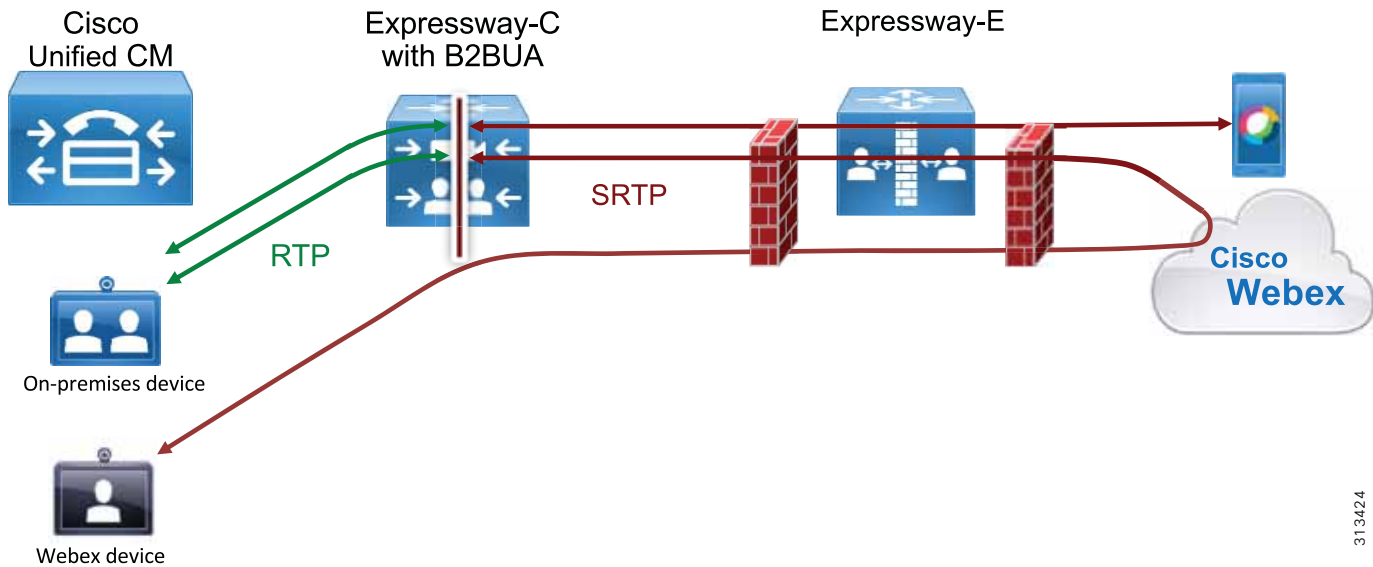 Cisco
Unified CM
Expressway-C
with B2BUA
Expressway-E
SRTP
RTP
Cisco
Webex
On-premises device
Webex device
313424